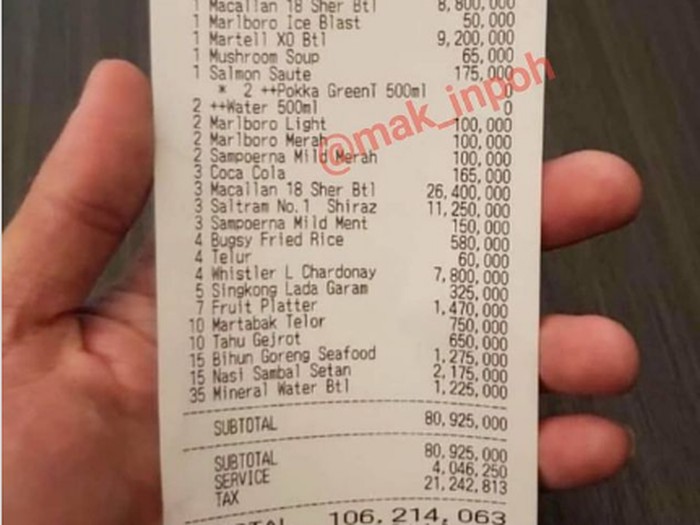 1 Macallan 18 Sher Btl 8,800,000
1 Marlboro Ice Blast 50,000
1 Martell XO Btl 9,200,000
1 Mushroom Soup 65,000
1 Salmon Saute 175,000
* 2 ++Pokka GreenT 500ml 0
2 ++Water 500ml 0
2 Marlboro Light 100,000
2 Marlboro Merah 100,000
2 Sampoerna Mild Merah 100,000
3 Coca Cola 165,000
3 Macallan 18 Sher Btl 26,400,000
3 Saltram No.1 Shiraz 11,250,000
3 Sampoerna Mild Ment 150,000
4 Bugsy Fried Rice 580,000
4 Telur 60,000
4 Whistler L Chardonay 7,800,000
5 Singkong Lada Garam 325,000
7 Fruit Platter 1,470,000
10 Martabak Telor 750,000
10 Tahu Gejrot 650,000
15 Bihun Goreng Seafood 1,275,000
15 Nasi Sambal Setan 2,175,000
35 Mineral Water Btl 1,225,000
SUBTOTAL 80,925,000
SUBTOTAL 80,925,000
SERVICE 4,046,250
TAX 21,242,813
106,214,063
@mak_inpoh